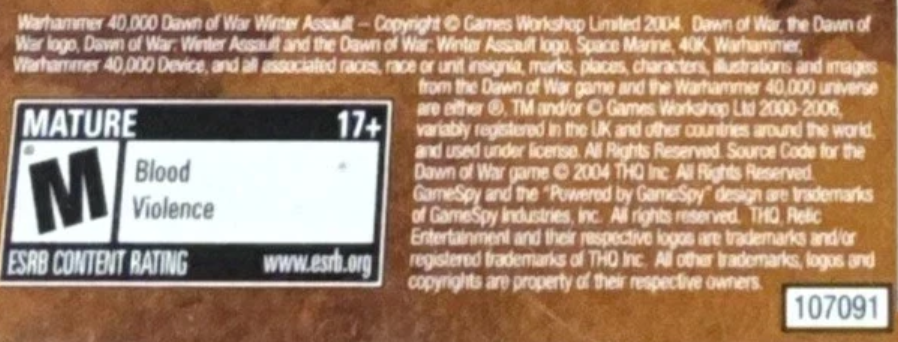 Warhammer 40,000 Dawn of War Winter Assault – Copyright © Games Workshop Limited 2004. Dawn of War, the Dawn of
War logo, Dawn of War: Winter Assault and the Dawn of War: Winter Assault logo, Space Marine, 40K, Warhammer,
Warhammer 40,000 Device, and all associated races, race or unit insignia, marks, places, characters, illustrations and images
from the Dawn of War game and the Warhammer 40,000 universe
are either ®, TM and/or © Games Workshop Ltd 2000-2006,
variably registered in the UK and other countries around the world,
and used under license. All Rights Reserved. Source Code for the
Dawn of War game © 2004 THQ Inc. All Rights Reserved.
GameSpy and the "Powered by GameSpy" design are trademarks
of GameSpy Industries, Inc. All rights reserved. THQ, Relic
Entertainment and their respective logos are trademarks and/or
registered trademarks of THQ Inc. All other trademarks, logos and
copyrights are property of their respective owners.
MATURE 17+
M
®
Blood
Violence
ESRB CONTENT RATING www.esrb.org
107091